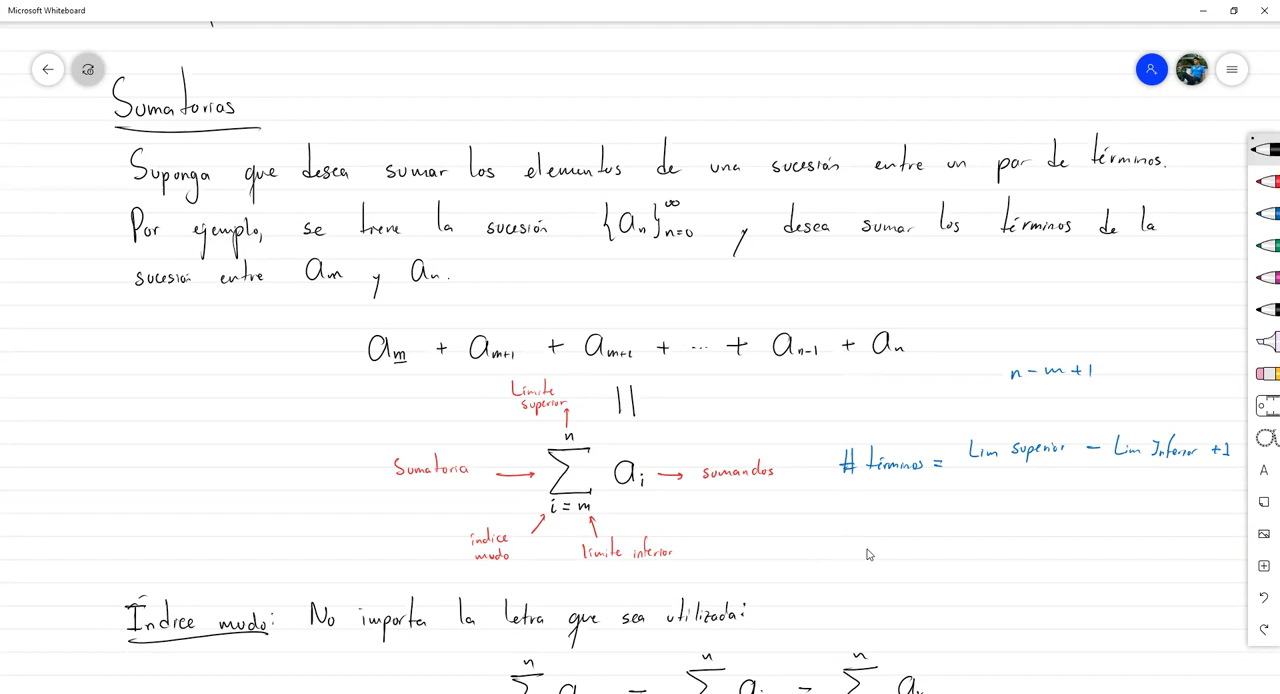 Microsoft Whiteboard
Sumatorias
Suponga que desea sumar los elementos de una sucesión entre un par de términos.
Por ejemplo, se tiene la sucesión {aₙ}ₙ₌₀^∞ y desea sumar los términos de la
sucesión entre aₘ y aₙ.
aₘ + aₘ₊₁ + aₘ₊₂ + ... + aₙ₋₁ + aₙ
n - m + 1
Límite
superior
||
n
Sumatoria → ∑ aᵢ → sumandos
# términos = Lim superior - Lim Inferior +1
i = m
índice
mudo
límite inferior
Índice mudo: No importa la letra que sea utilizada:
n n n
∑ a = ∑ a = ∑ a
A